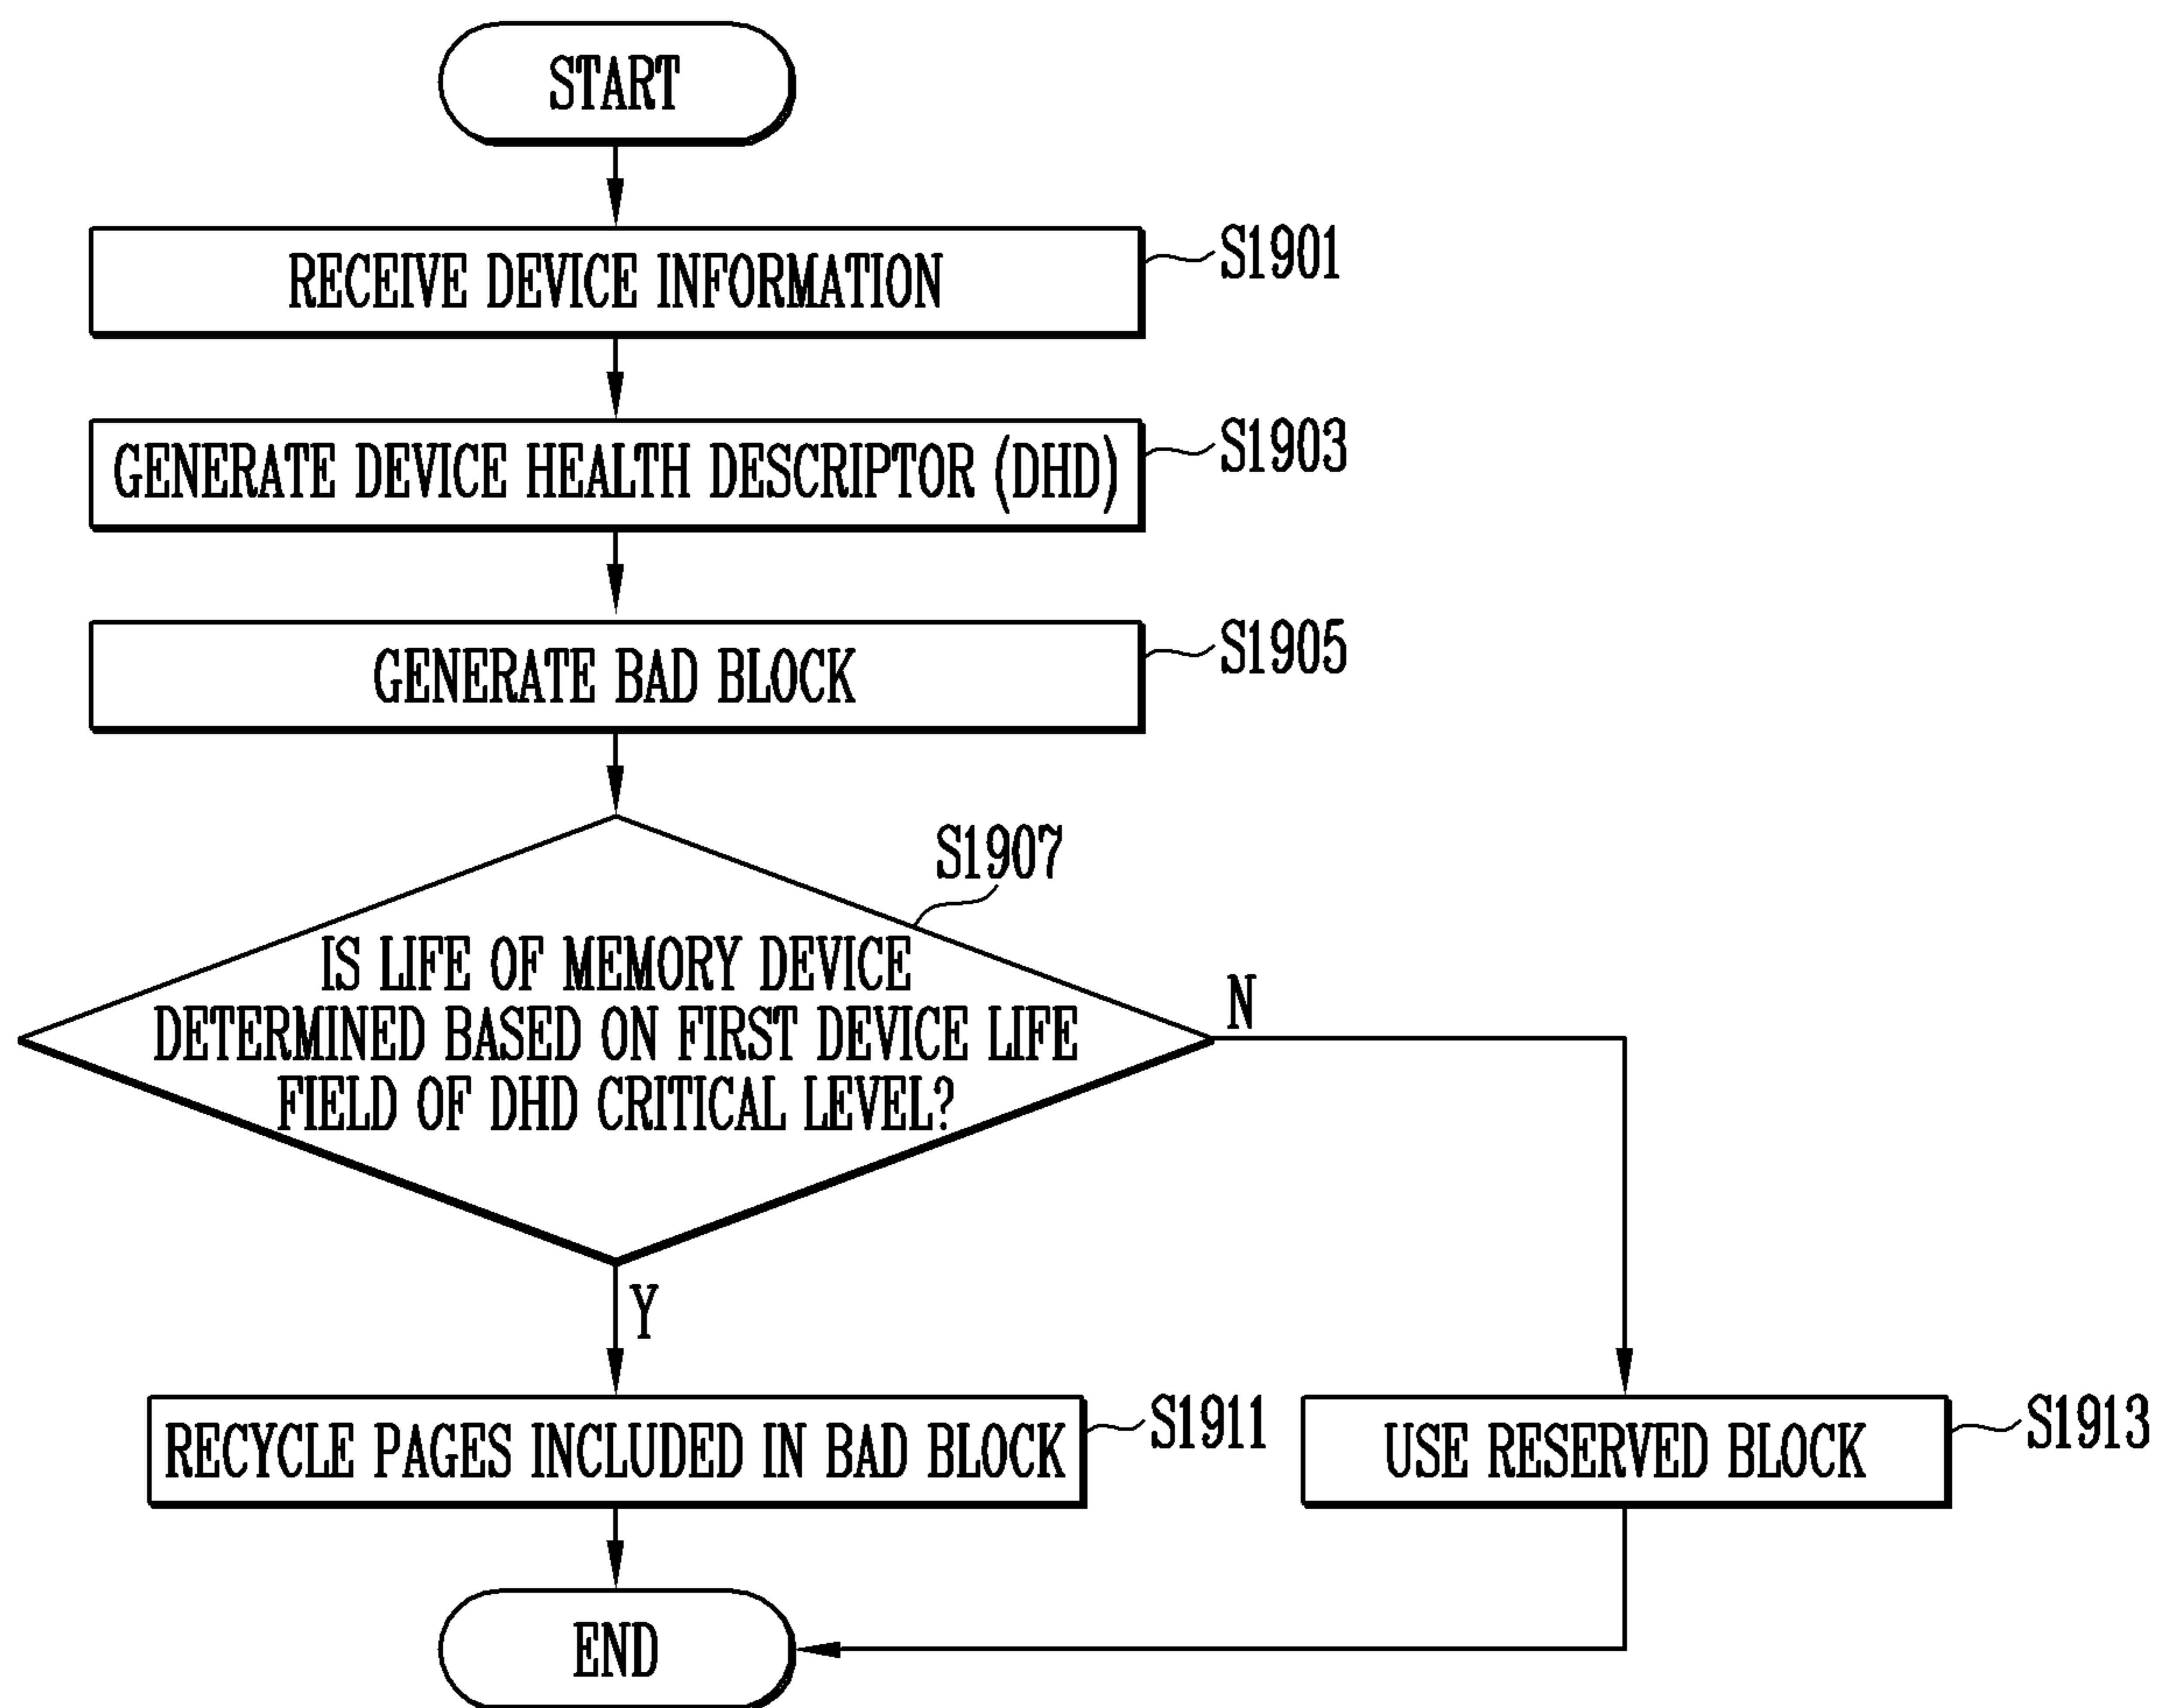 START
RECEIVE DEVICE INFORMATION
S1901
GENERATE DEVICE HEALTH DESCRIPTOR (DHD)
S1903
GENERATE BAD BLOCK
S1905
S1907
IS LIFE OF MEMORY DEVICE
DETERMINED BASED ON FIRST DEVICE LIFE
FIELD OF DHD CRITICAL LEVEL?
N
Y
RECYCLE PAGES INCLUDED IN BAD BLOCK
S1911
USE RESERVED BLOCK
S1913
END